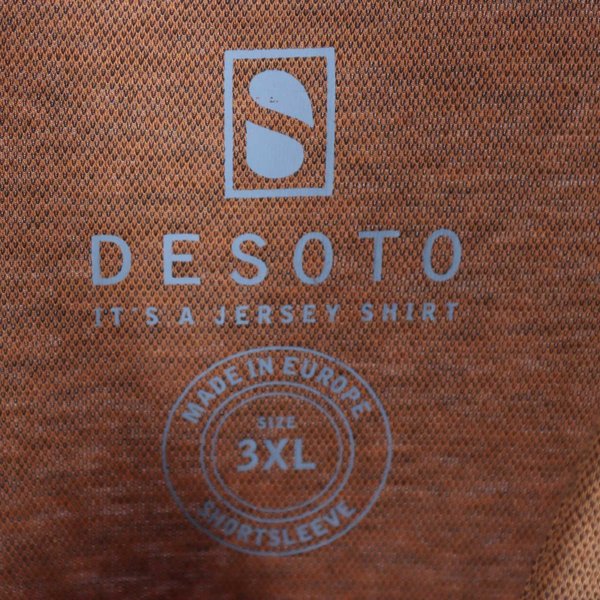 S
DESOTO
IT'S A JERSEY SHIRT
MADE IN EUROPE
SIZE
3XL
SHORTSLEEVE